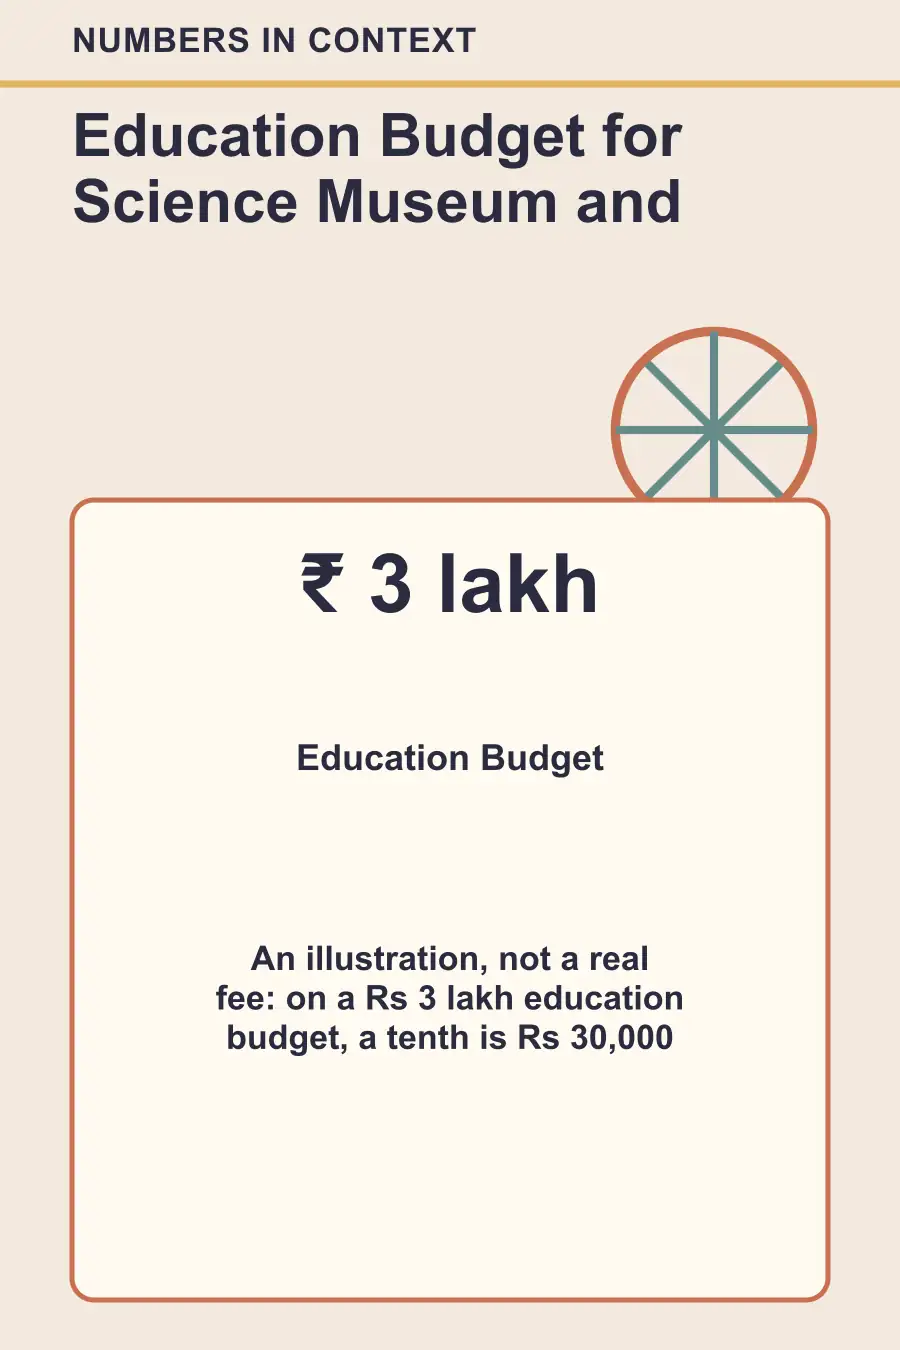 NUMBERS IN CONTEXT
Education Budget for
Science Museum and
₹ 3 lakh
Education Budget
An illustration, not a real
fee: on a Rs 3 lakh education
budget, a tenth is Rs 30,000